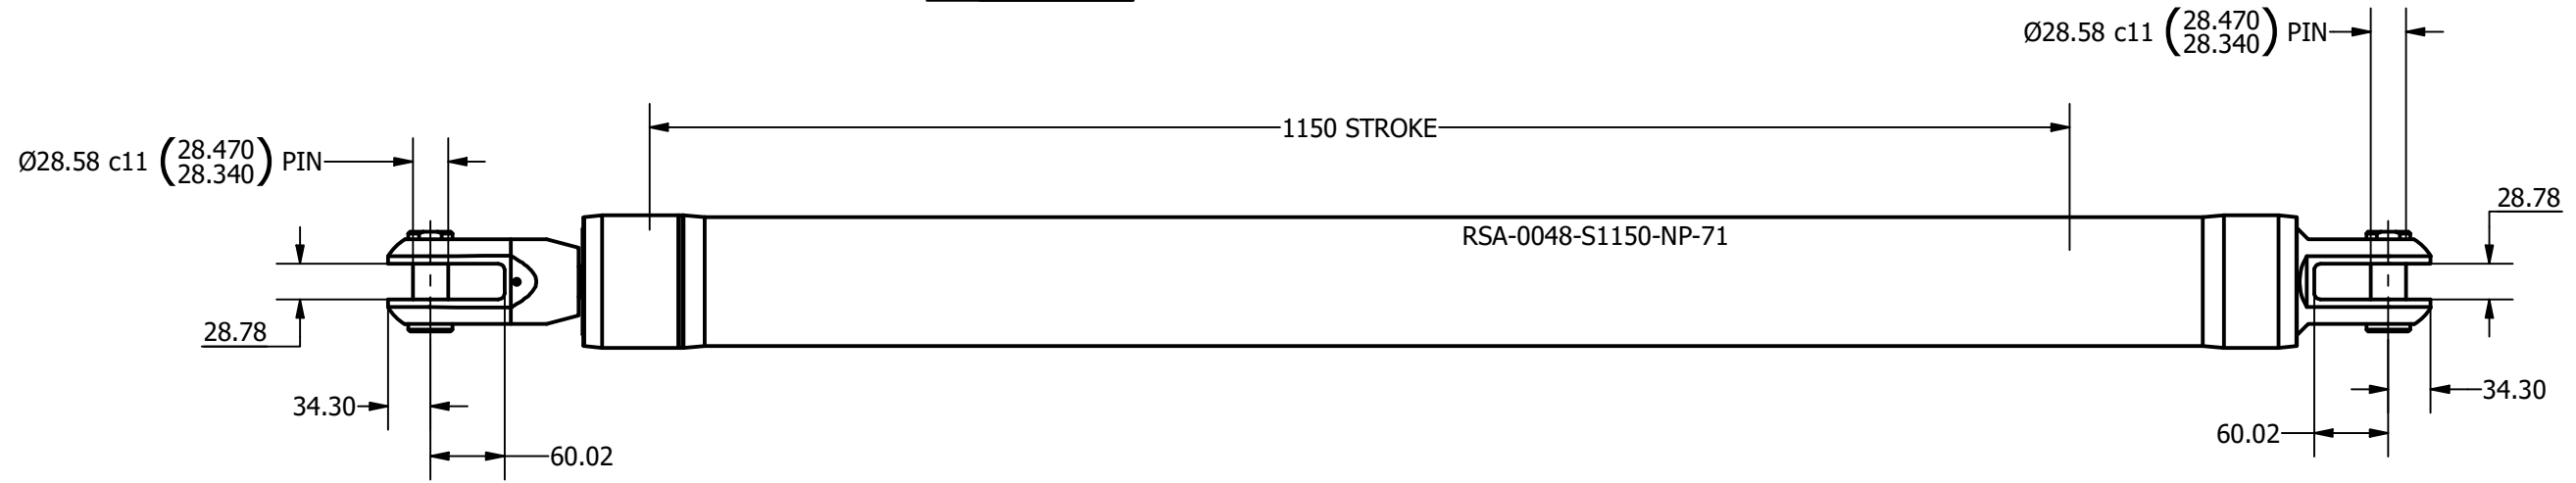 Ø28.58 c11 (28.470 28.340) PIN
1150 STROKE
Ø28.58 c11 (28.470 28.340) PIN
28.78
RSA-0048-S1150-NP-71
28.78
34.30
34.30
60.02
60.02